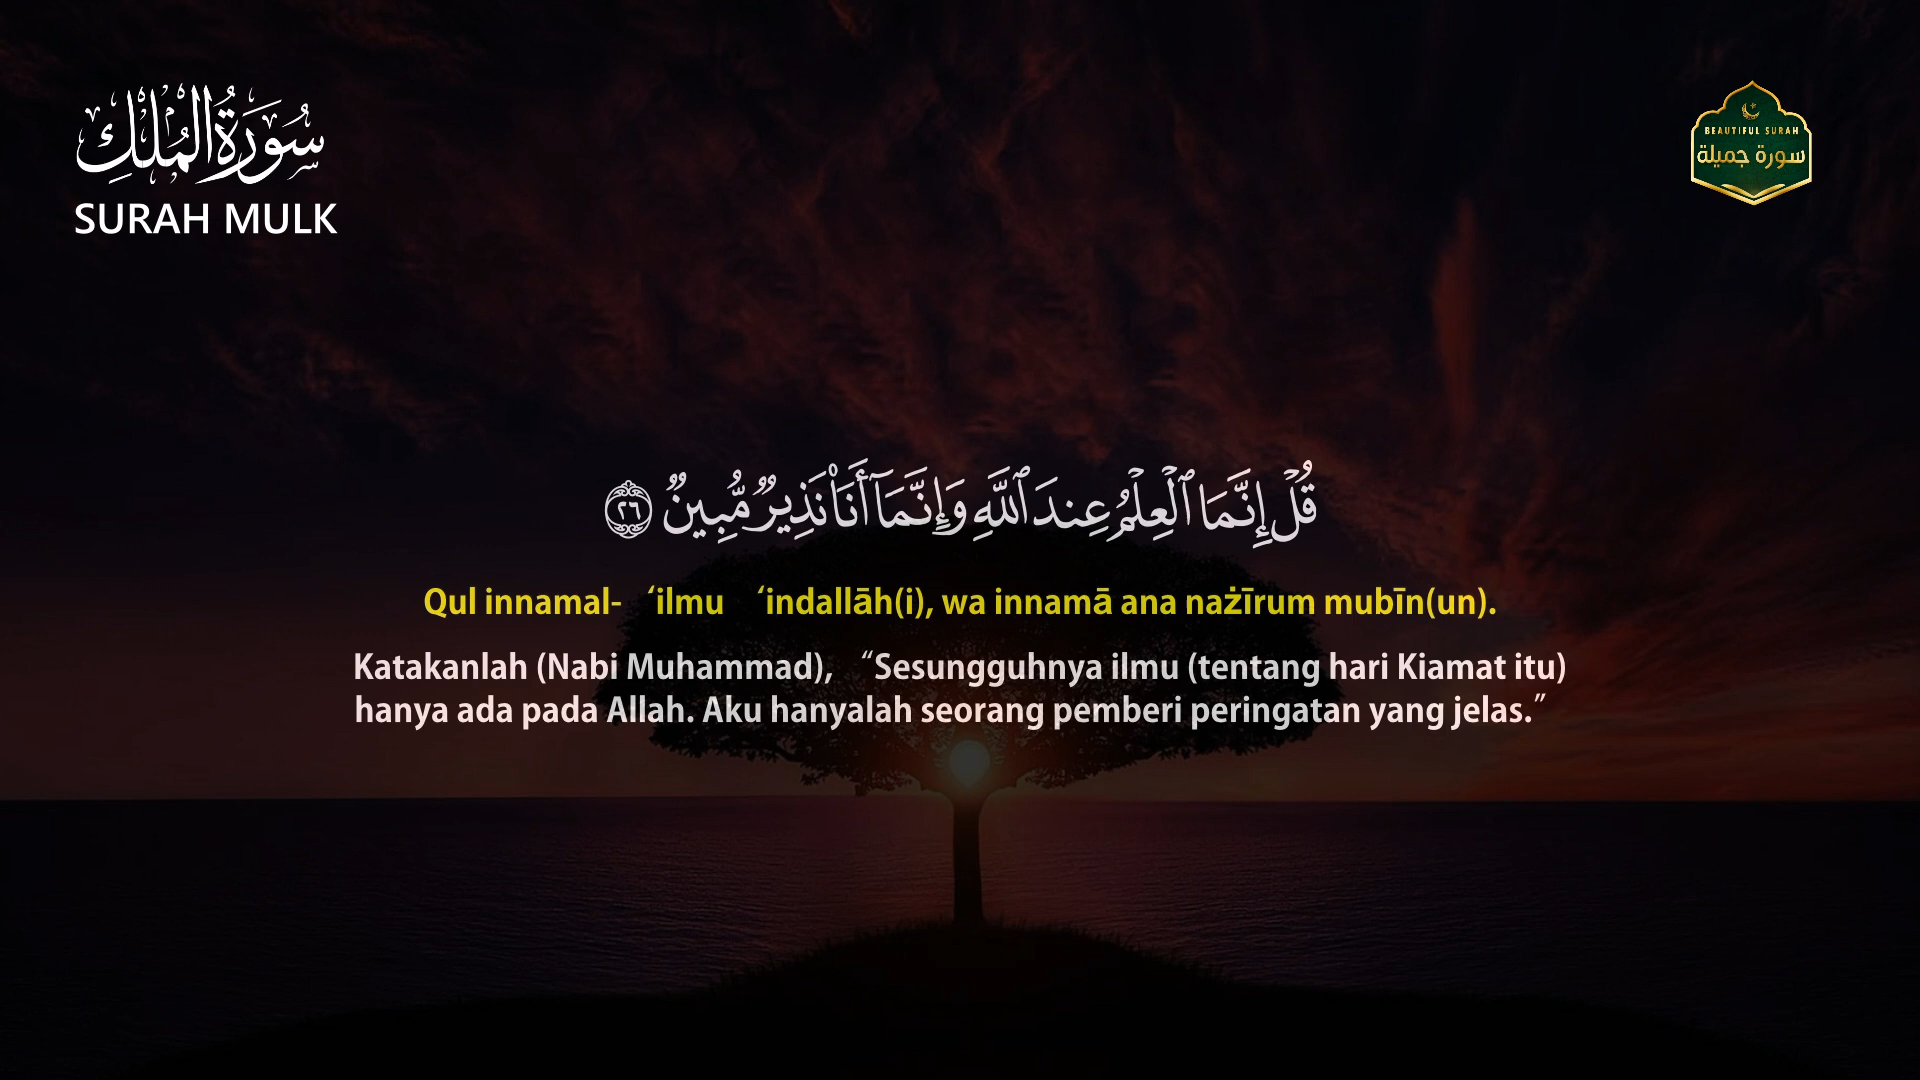 سُورَةُ الْمُلْكِ
SURAH MULK
BEAUTIFUL SURAH
سورة جميلة
قُلْ إِنَّمَا ٱلْعِلْمُ عِندَ ٱللَّهِ وَإِنَّمَآ أَنَا۠ نَذِيرٌ مُّبِينٌ ٢٦
Qul innamal- ‘ilmu ‘indallāh(i), wa innamā ana nażīrum mubīn(un).
Katakanlah (Nabi Muhammad), “Sesungguhnya ilmu (tentang hari Kiamat itu)
hanya ada pada Allah. Aku hanyalah seorang pemberi peringatan yang jelas.”